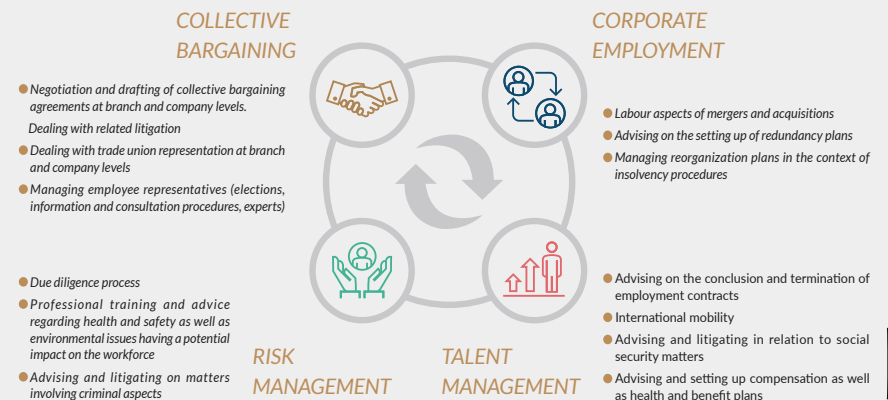 COLLECTIVE
BARGAINING
Negotiation and drafting of collective bargaining
agreements at branch and company levels.
Dealing with related litigation
Dealing with trade union representation at branch
and company levels
Managing employee representatives (elections,
information and consultation procedures, experts)
CORPORATE
EMPLOYMENT
Labour aspects of mergers and acquisitions
Advising on the setting up of redundancy plans
Managing reorganization plans in the context of
insolvency procedures
Due diligence process
Professional training and advice
regarding health and safety as well as
environmental issues having a potential
impact on the workforce
Advising and litigating on matters
involving criminal aspects
RISK
MANAGEMENT
TALENT
MANAGEMENT
Advising on the conclusion and termination of
employment contracts
International mobility
Advising and litigating in relation to social
security matters
Advising and setting up compensation as well
as health and benefit plans